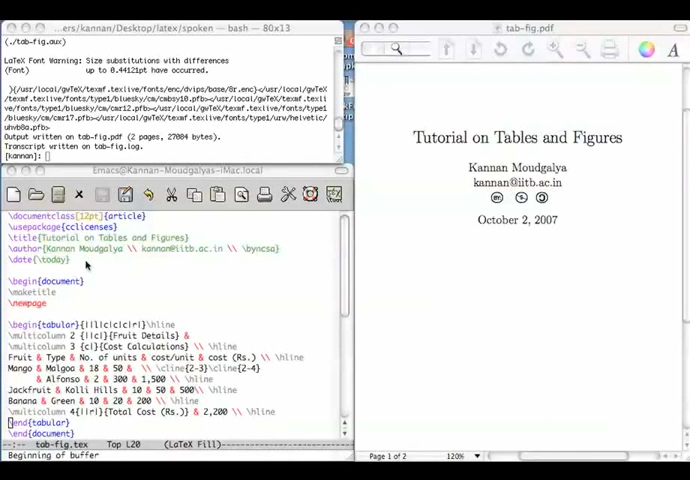 /users/kannan/Desktop/latex/spoken — bash — 80x13
(./tab-fig.aux)
LaTeX Font Warning: Size substitutions with differences
(Font) up to 0.44121pt have occurred.
}{/usr/local/gwTeX/texmf.texlive/fonts/enc/dvips/base/8r.enc}</usr/local/gwTeX/
texmf.texlive/fonts/type1/bluesky/cm/cmbsy10.pfb></usr/local/gwTeX/texmf.texli
ve/fonts/type1/bluesky/cm/cmr12.pfb></usr/local/gwTeX/texmf.texlive/fonts/type1
/bluesky/cm/cmr17.pfb></usr/local/gwTeX/texmf.texlive/fonts/type1/urw/helvetic/
uhvb8a.pfb>
Output written on tab-fig.pdf (2 pages, 27084 bytes).
Transcript written on tab-fig.log.
[kannan]:
Emacs@Kannan-Moudgalyas-iMac.local
\documentclass[12pt]{article}
\usepackage{cclicenses}
\title{Tutorial on Tables and Figures}
\author{Kannan Moudgalya \\ kannan@iitb.ac.in \\ \byncsa}
\date{\today}
\begin{document}
\maketitle
\newpage
\begin{tabular}{||l|c|c|c|r|}\hline
\multicolumn 2 {||c|}{Fruit Details} &
\multicolumn 3 {c|}{Cost Calculations} \\ \hline
Fruit & Type & No. of units & cost/unit & cost (Rs.) \\ \hline
Mango & Malgoa & 18 & 50 & \\ \cline{2-3}\cline{2-4}
& Alfonso & 2 & 300 & 1,500 \\ \hline
Jackfruit & Kolli Hills & 10 & 50 & 500\\ \hline
Banana & Green & 10 & 20 & 200 \\ \hline
\multicolumn 4{||r|}{Total Cost (Rs.)} & 2,200 \\ \hline
\end{tabular}
\end{document}
--:-- tab-fig.tex Top L20 (LaTeX Fill)
Beginning of buffer
tab-fig.pdf
Tutorial on Tables and Figures
Kannan Moudgalya
kannan@iitb.ac.in
October 2, 2007
Page 1 of 2 120%